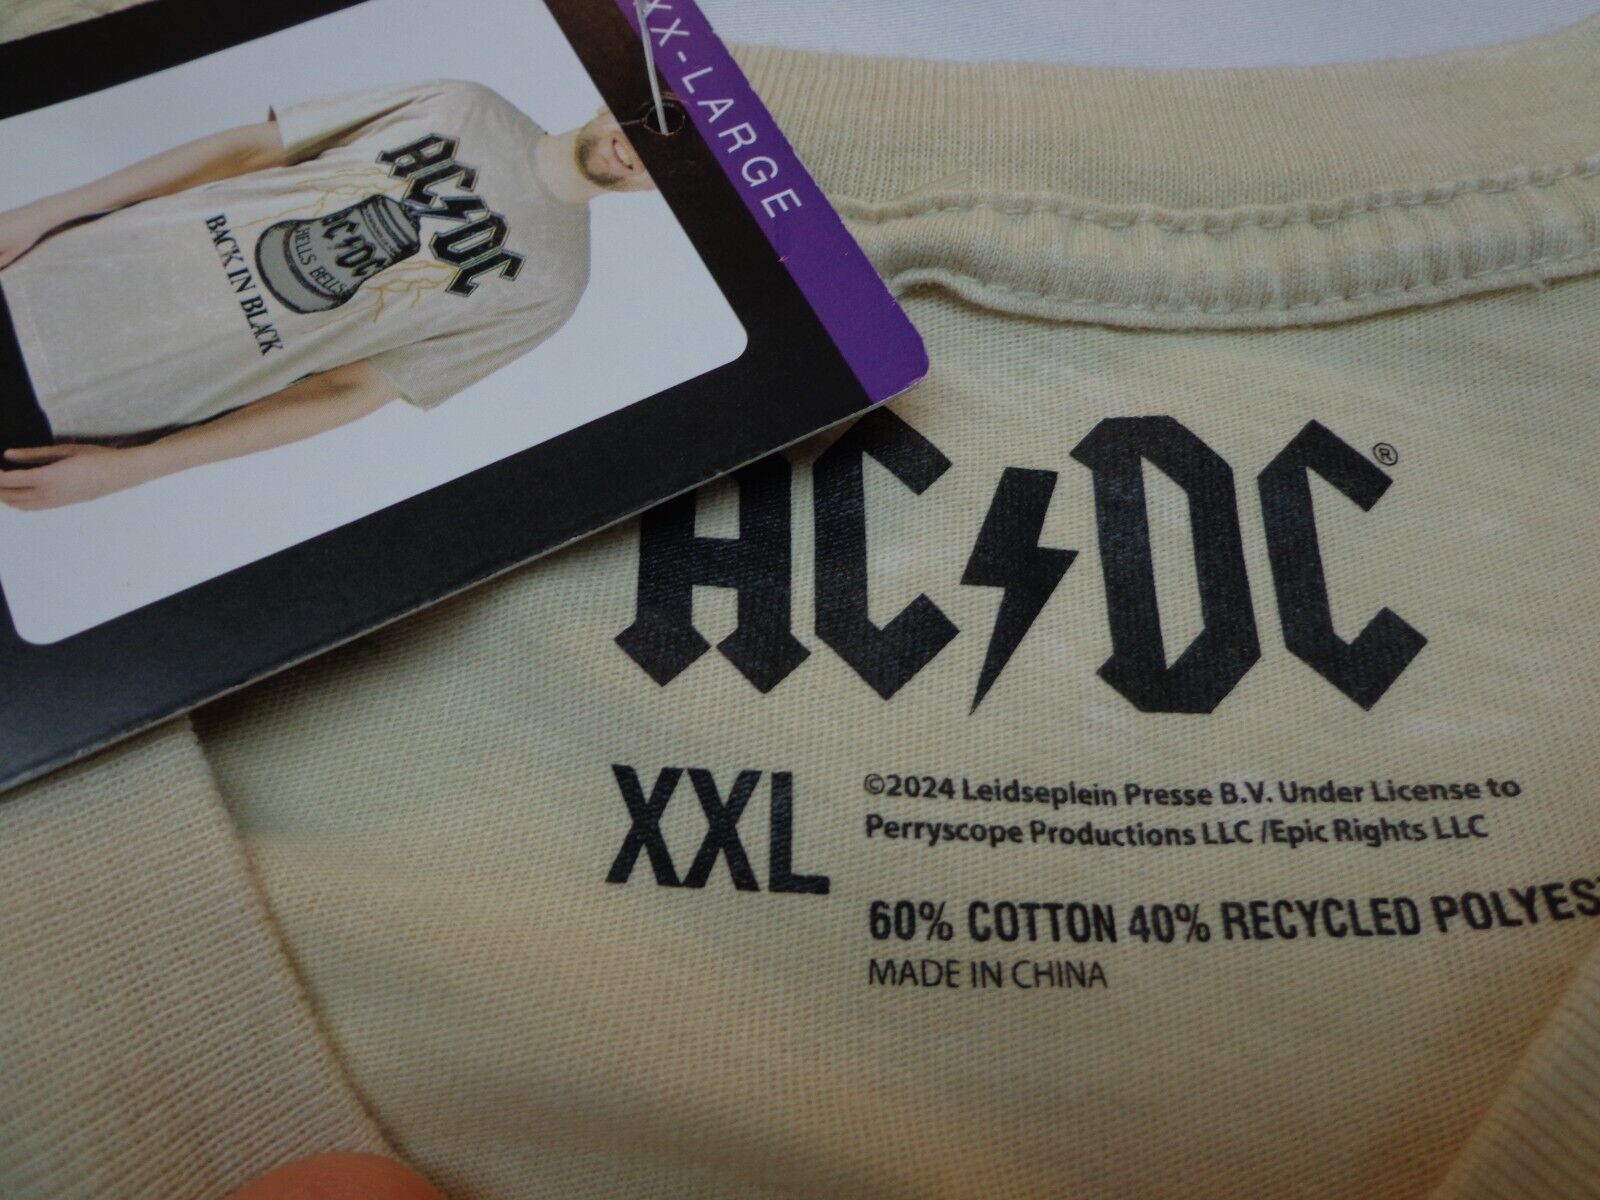 XX-LARGE
AC⚡DC
AC⚡DC
HELLS BELLS
BACK IN BLACK
AC⚡DC®
XXL
©2024 Leidseplein Presse B.V. Under License to
Perryscope Productions LLC /Epic Rights LLC
60% COTTON 40% RECYCLED POLYES
MADE IN CHINA